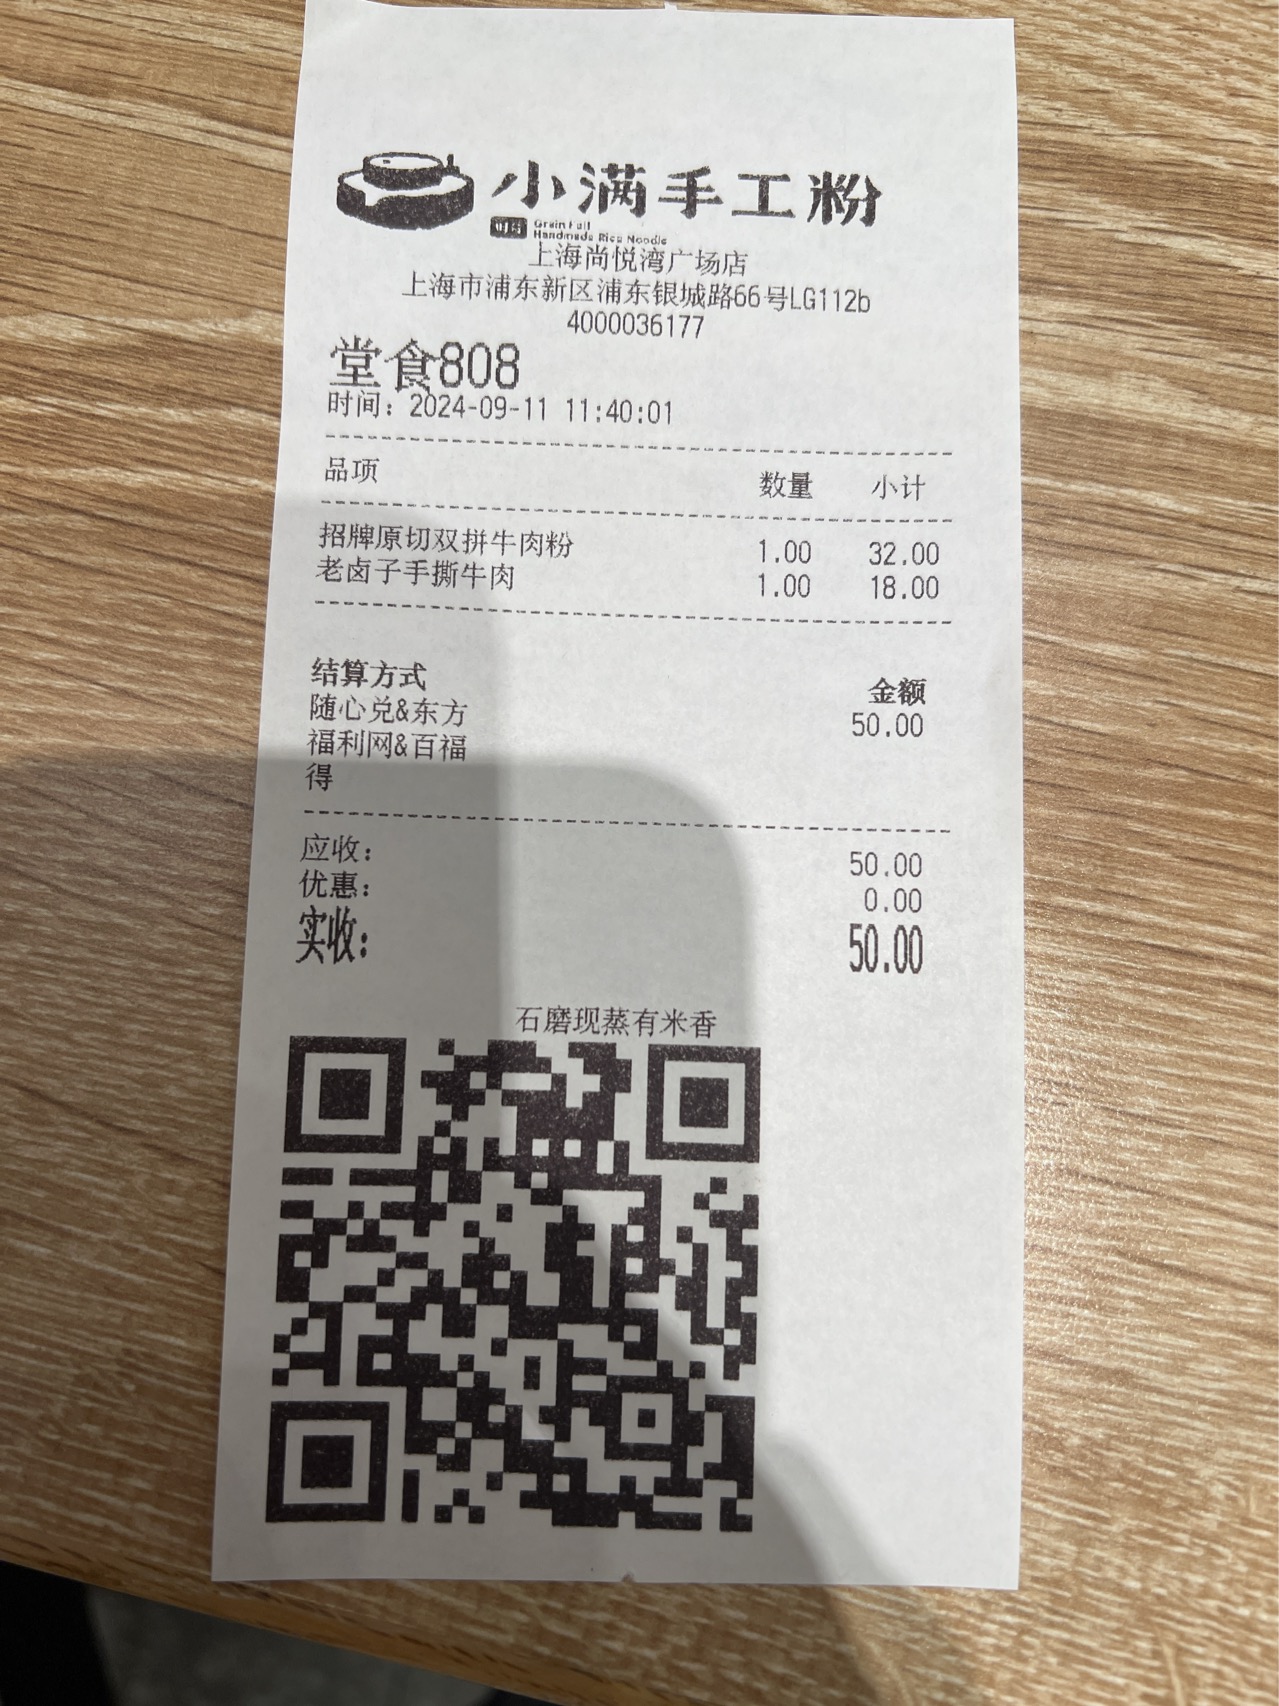 小满手工粉
Grain Full
Handmade Rice Noodle
上海尚悦湾广场店
上海市浦东新区浦东银城路66号LG112b
4000036177
堂食808
时间：2024-09-11 11:40:01
品项 数量 小计
招牌原切双拼牛肉粉 1.00 32.00
老卤子手撕牛肉 1.00 18.00
结算方式 金额
随心兑&东方 50.00
福利网&百福
得
应收： 50.00
优惠： 0.00
实收： 50.00
石磨现蒸有米香